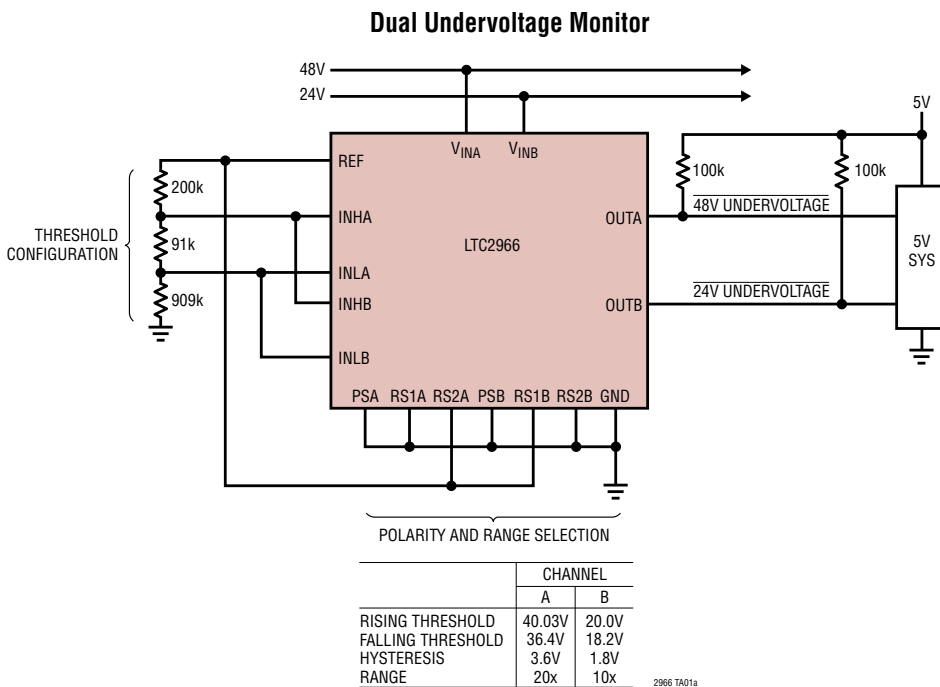 Dual Undervoltage Monitor
48V
24V
5V
VINA VINB
REF
200k
100k 100k
INHA
OUTA
48V UNDERVOLTAGE
THRESHOLD
CONFIGURATION
91k
LTC2966
5V
SYS
INLA
909k
INHB
OUTB
24V UNDERVOLTAGE
INLB
PSA RS1A RS2A PSB RS1B RS2B GND
POLARITY AND RANGE SELECTION
CHANNEL
A B
RISING THRESHOLD 40.03V 20.0V
FALLING THRESHOLD 36.4V 18.2V
HYSTERESIS 3.6V 1.8V
RANGE 20x 10x
2966 TA01a